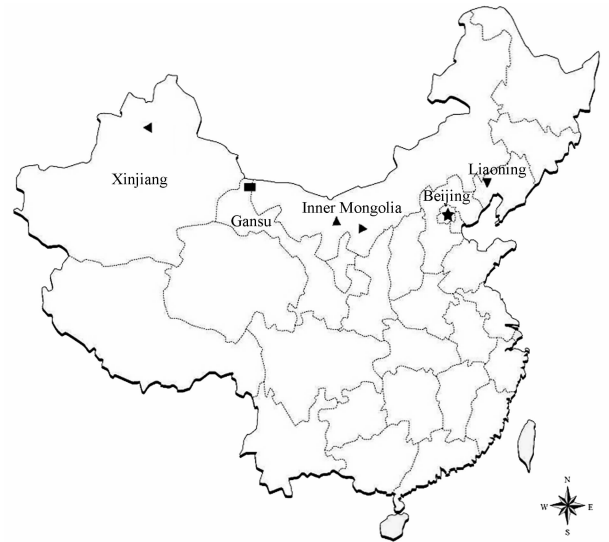 Xinjiang
Liaoning
Beijing
Inner Mongolia
Gansu
N
W E
S